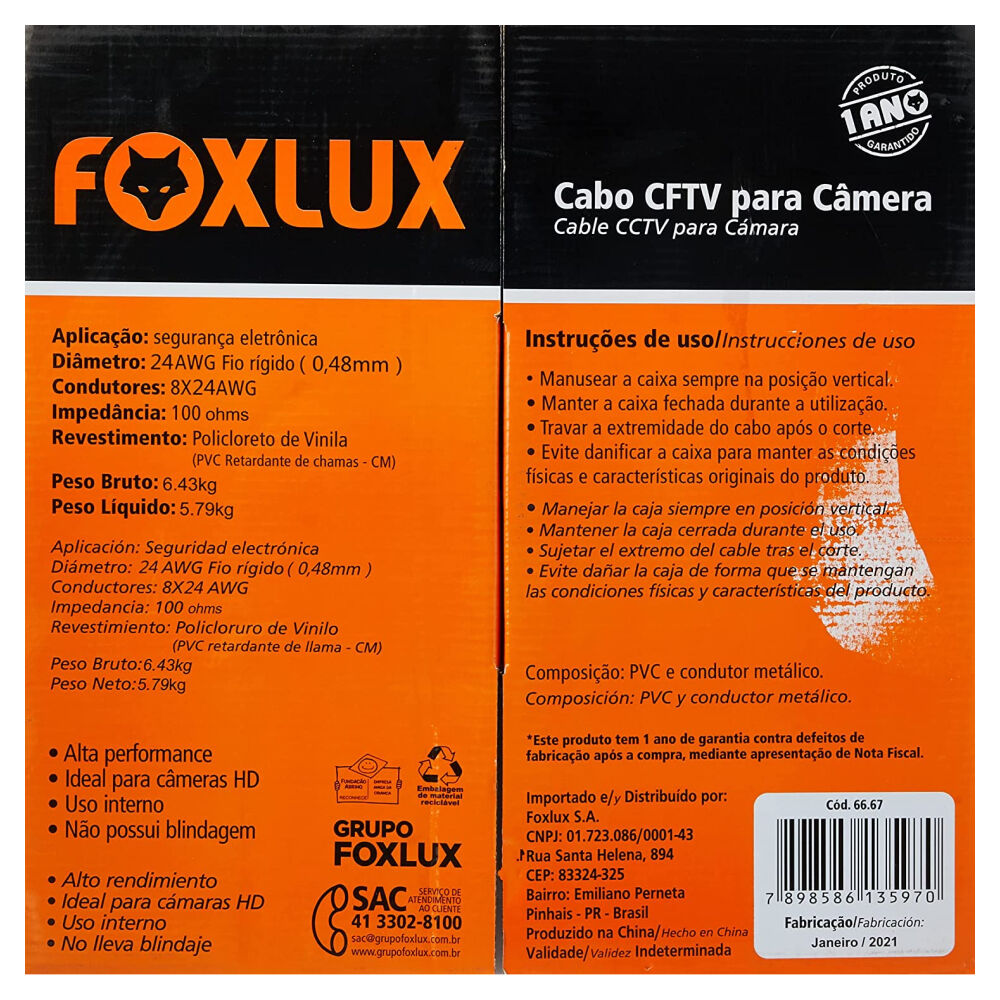 FOXLUX
Aplicação: segurança eletrônica
Diâmetro: 24AWG Fio rígido ( 0,48mm )
Condutores: 8X24AWG
Impedância: 100 ohms
Revestimento: Policloreto de Vinila
(PVC Retardante de chamas - CM)
Peso Bruto: 6.43kg
Peso Líquido: 5.79kg
Aplicación: Seguridad electrónica
Diámetro: 24 AWG Fio rígido ( 0,48mm )
Conductores: 8X24 AWG
Impedancia: 100 ohms
Revestimiento: Policloruro de Vinilo
(PVC retardante de llama - CM)
Peso Bruto:6.43kg
Peso Neto:5.79kg
• Alta performance
• Ideal para câmeras HD
• Uso interno
• Não possui blindagem
• Alto rendimiento
• Ideal para cámaras HD
• Uso interno
• No lleva blindaje
FUNDAÇÃO ABRINQ
RECONHECE
EMPRESA AMIGA DA CRIANÇA
Embalagem
de material
reciclável
GRUPO
FOXLUX
SAC SERVIÇO DE
ATENDIMENTO
AO CLIENTE
41 3302-8100
sac@grupofoxlux.com.br
www.grupofoxlux.com.br
PRODUTO
1 ANO
GARANTIDO
Cabo CFTV para Câmera
Cable CCTV para Cámara
Instruções de uso/Instrucciones de uso
• Manusear a caixa sempre na posição vertical.
• Manter a caixa fechada durante a utilização.
• Travar a extremidade do cabo após o corte.
• Evite danificar a caixa para manter as condições
físicas e características originais do produto.
• Manejar la caja siempre en posición vertical.
• Mantener la caja cerrada durante el uso.
• Sujetar el extremo del cable tras el corte.
• Evite dañar la caja de forma que se mantengan
las condiciones físicas y características del producto.
Composição: PVC e condutor metálico.
Composición: PVC y conductor metálico.
*Este produto tem 1 ano de garantia contra defeitos de
fabricação após a compra, mediante apresentação de Nota Fiscal.
Importado e/y Distribuído por:
Foxlux S.A.
CNPJ: 01.723.086/0001-43
Rua Santa Helena, 894
CEP: 83324-325
Bairro: Emiliano Perneta
Pinhais - PR - Brasil
Produzido na China/Hecho en China
Validade/Validez Indeterminada
Cód. 66.67
7 898586 135970
Fabricação/Fabricación:
Janeiro / 2021